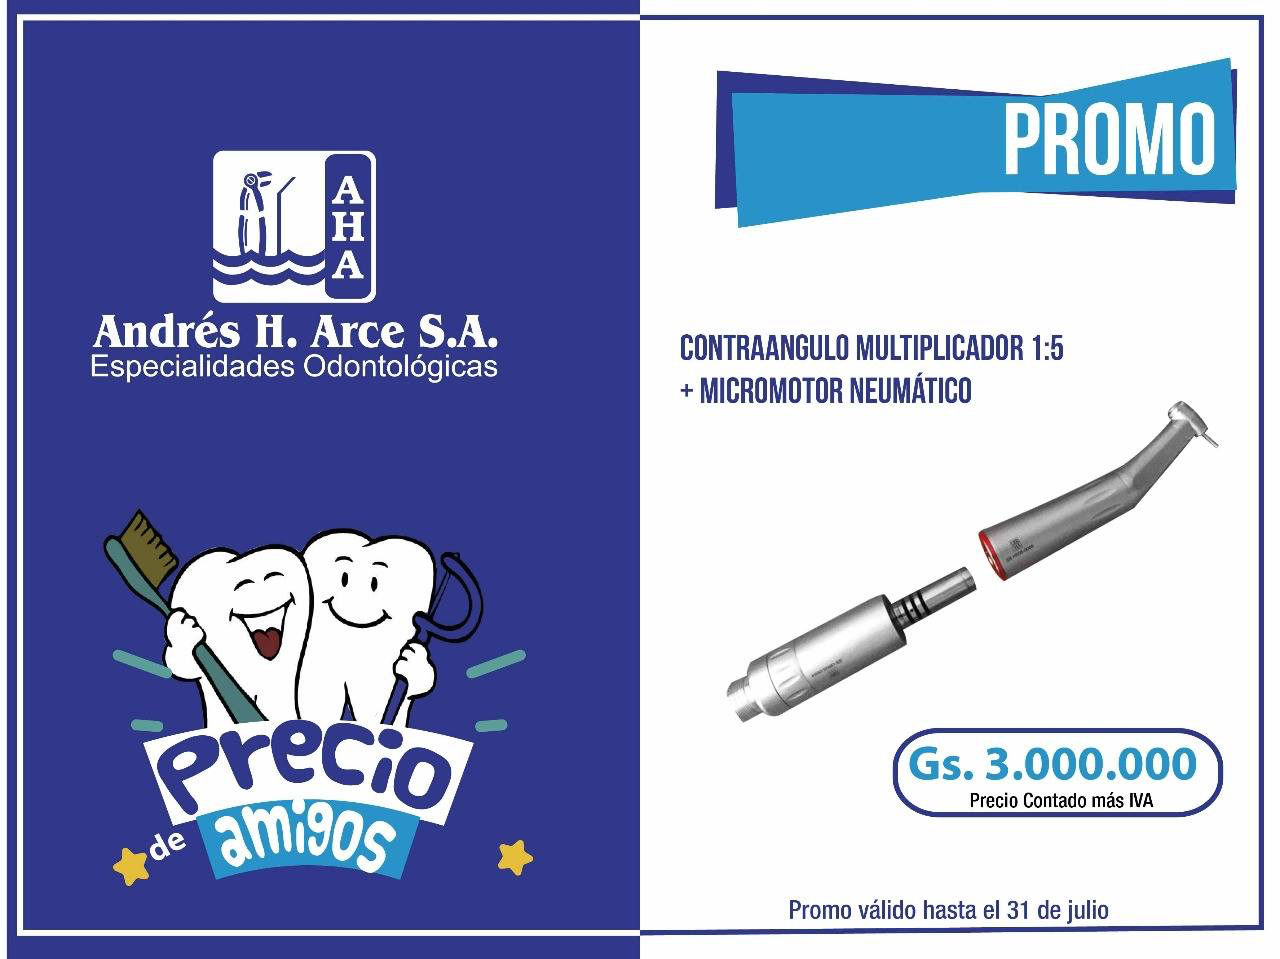 AHA
Andrés H. Arce S.A.
Especialidades Odontológicas
Precio
de amigos
PROMO
CONTRAANGULO MULTIPLICADOR 1:5
+ MICROMOTOR NEUMÁTICO
Gs. 3.000.000
Precio Contado más IVA
Promo válido hasta el 31 de julio